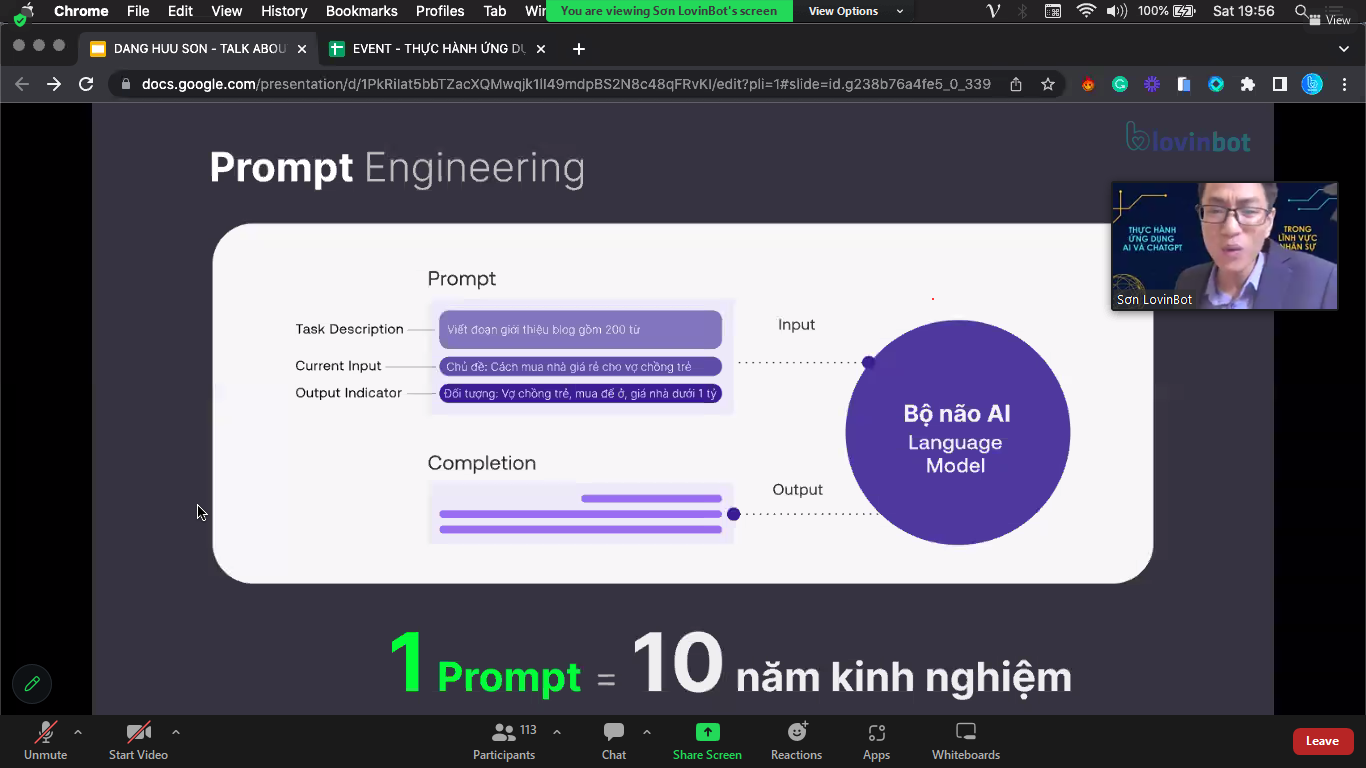 Chrome File Edit View History Bookmarks Profiles Tab Wir
You are viewing Sơn LovinBot's screen
View Options
100%
Sat 19:56
View
DANG HUU SON - TALK ABOU
EVENT - THỰC HÀNH ỨNG DỤ
docs.google.com/presentation/d/1PkRilat5bbTZacXQMwqjk1Il49mdpBS2N8c48qFRvKI/edit?pli=1#slide=id.g238b76a4fe5_0_339
lovinbot
Prompt Engineering
THỰC HÀNH
ỨNG DỤNG
AI VÀ CHATGPT
TRONG
LĨNH VỰC
NHÂN SỰ
Sơn LovinBot
Prompt
Task Description
Viết đoạn giới thiệu blog gồm 200 từ
Input
Current Input
Chủ đề: Cách mua nhà giá rẻ cho vợ chồng trẻ
Output Indicator
Đối tượng: Vợ chồng trẻ, mua để ở, giá nhà dưới 1 tỷ
Bộ não AI
Language
Model
Completion
Output
1 Prompt = 10 năm kinh nghiệm
Unmute
Start Video
113
Participants
Chat
Share Screen
Reactions
Apps
Whiteboards
Leave